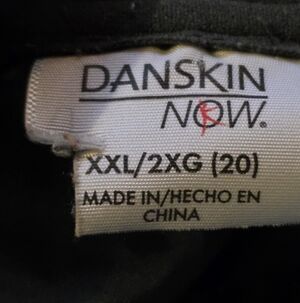 DANSKIN
NOW.
XXL/2XG (20)
MADE IN/HECHO EN
CHINA